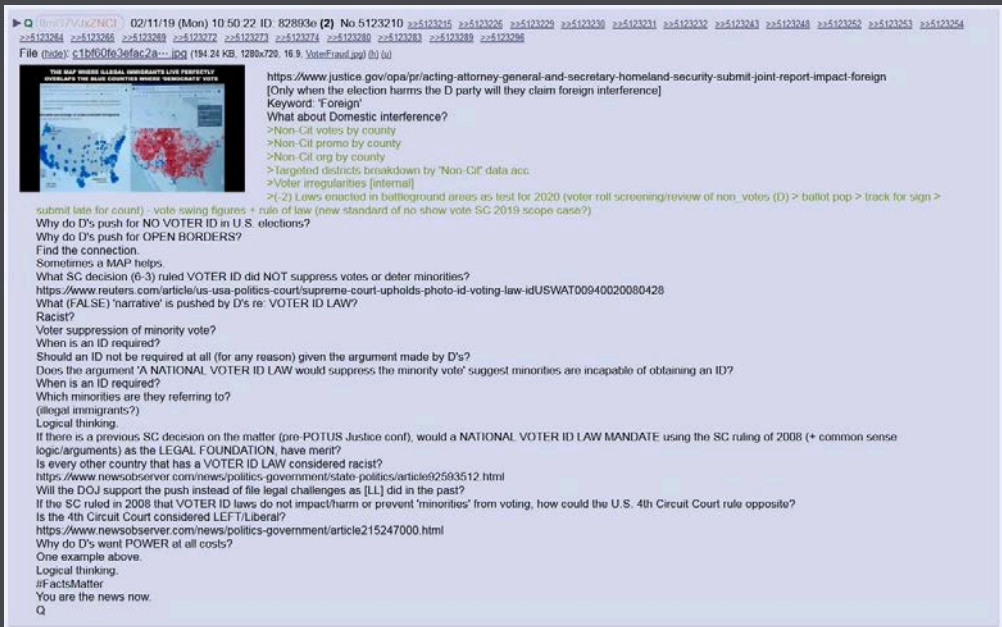 ▶Q 02/11/19 (Mon) 10:50:22 ID: 82893e (2) No.5123210 >>5123215 >>5123226 >>5123229 >>5123230 >>5123231 >>5123232 >>5123243 >>5123248 >>5123252 >>5123253 >>5123254
>>5123264 >>5123265 >>5123269 >>5123272 >>5123273 >>5123280 >>5123283 >>5123289 >>5123296
File (hide): c1bf60fe3efac2a⋯.jpg (194.24 KB, 1280x720, 16:9, VoterFraud.jpg) (h) (u)
THE MAP WHERE ILLEGAL IMMIGRANTS LIVE PERFECTLY
OVERLAPS THE BLUE COUNTIES WHERE 'DEMOCRATS' VOTE
https://www.justice.gov/opa/pr/acting-attorney-general-and-secretary-homeland-security-submit-joint-report-impact-foreign
[Only when the election harms the D party will they claim foreign interference]
Keyword: 'Foreign'
What about Domestic interference?
>Non-Cit votes by county
>Non-Cit promo by county
>Non-Cit org by county
>Targeted districts breakdown by "Non-Cit" data acc
>Voter irregularities [internal]
>(-2) Laws enacted in battleground areas as test for 2020 (voter roll screening/review of non_votes (D) > ballot pop > track for sign >
submit late for count) - vote swing figures + rule of law (new standard of no show vote SC 2019 scope case?)
Why do D's push for NO VOTER ID in U.S. elections?
Why do D's push for OPEN BORDERS?
Find the connection.
Sometimes a MAP helps.
What SC decision (6-3) ruled VOTER ID did NOT suppress votes or deter minorities?
https://www.reuters.com/article/us-usa-politics-court/supreme-court-upholds-photo-id-voting-law-idUSWAT00940020080428
What (FALSE) 'narrative' is pushed by D's re: VOTER ID LAW?
Racist?
Voter suppression of minority vote?
When is an ID required?
Should an ID not be required at all (for any reason) given the argument made by D's?
Does the argument 'A NATIONAL VOTER ID LAW would suppress the minority vote' suggest minorities are incapable of obtaining an ID?
When is an ID required?
Which minorities are they referring to?
(illegal immigrants?)
Logical thinking.
If there is a previous SC decision on the matter (pre-POTUS Justice conf), would a NATIONAL VOTER ID LAW MANDATE using the SC ruling of 2008 (+ common sense
logic/arguments) as the LEGAL FOUNDATION, have merit?
Is every other country that has a VOTER ID LAW considered racist?
https://www.newsobserver.com/news/politics-government/state-politics/article92593512.html
Will the DOJ support the push instead of file legal challenges as [LL] did in the past?
If the SC ruled in 2008 that VOTER ID laws do not impact/harm or prevent 'minorities' from voting, how could the U.S. 4th Circuit Court rule opposite?
Is the 4th Circuit Court considered LEFT/Liberal?
https://www.newsobserver.com/news/politics-government/article215247000.html
Why do D's want POWER at all costs?
One example above.
Logical thinking.
#FactsMatter
You are the news now.
Q